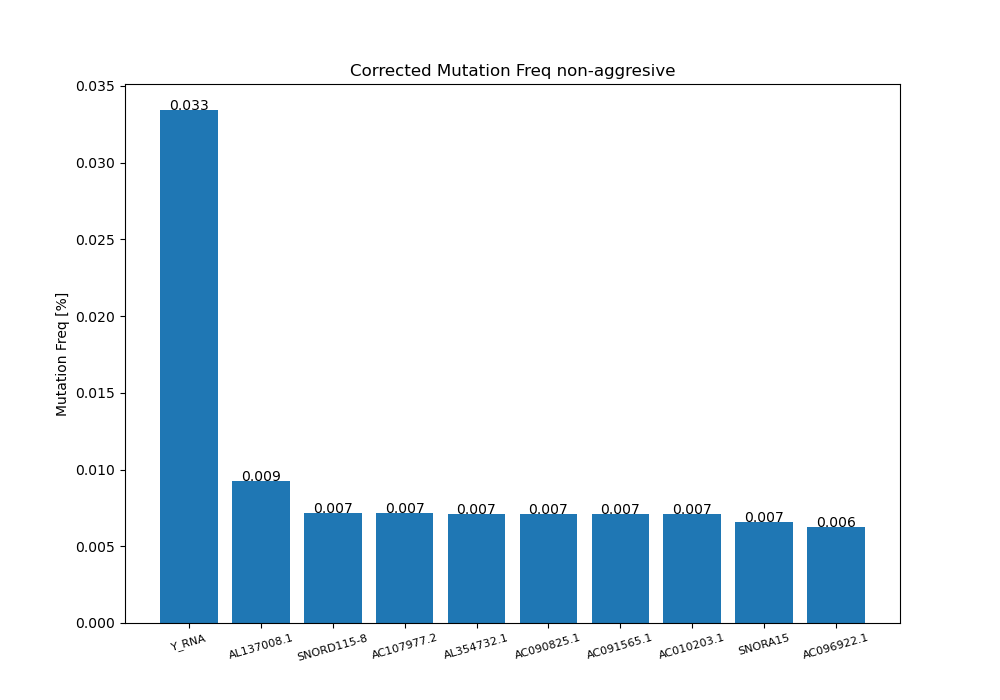 Corrected Mutation Freq non-aggresive
Mutation Freq [%]
0.035
0.030
0.025
0.020
0.015
0.010
0.005
0.000
0.033
0.009
0.007
0.007
0.007
0.007
0.007
0.007
0.007
0.006
Y_RNA
AL137008.1
SNORD115-8
AC107977.2
AL354732.1
AC090825.1
AC091565.1
AC010203.1
SNORA15
AC096922.1